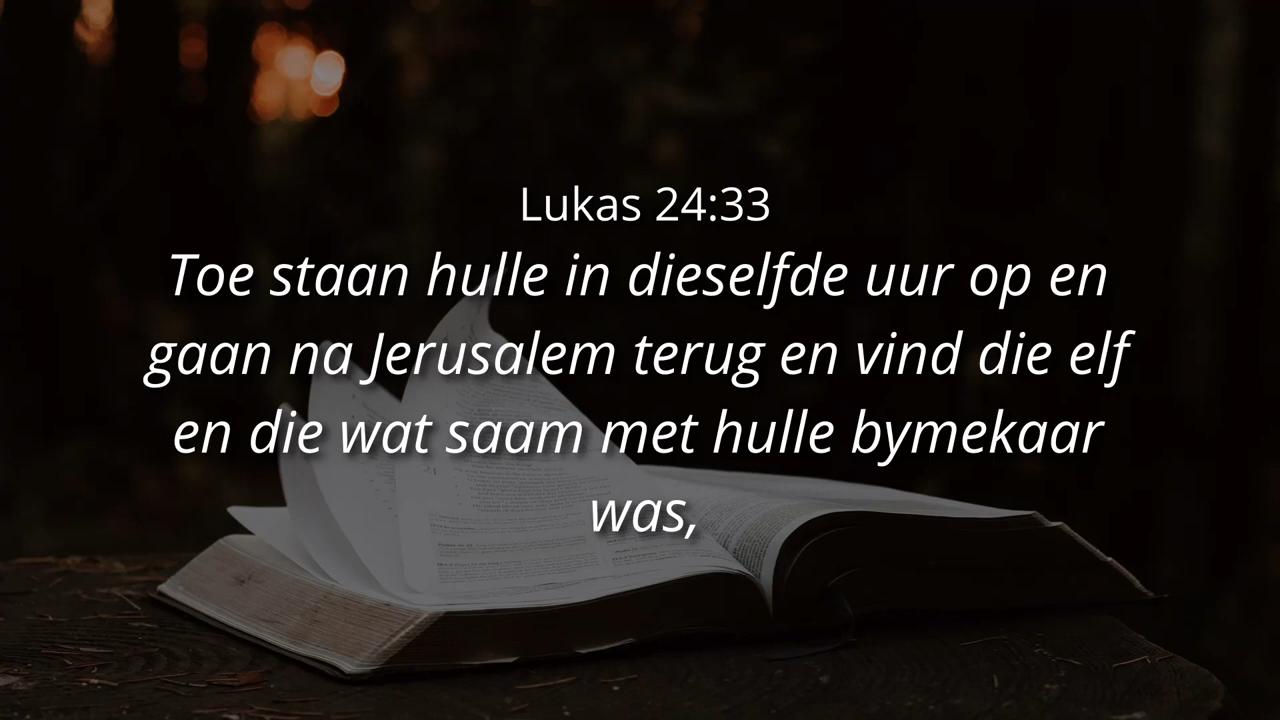 Lukas 24:33
Toe staan hulle in dieselfde uur op en
gaan na Jerusalem terug en vind die elf
en die wat saam met hulle bymekaar
was,